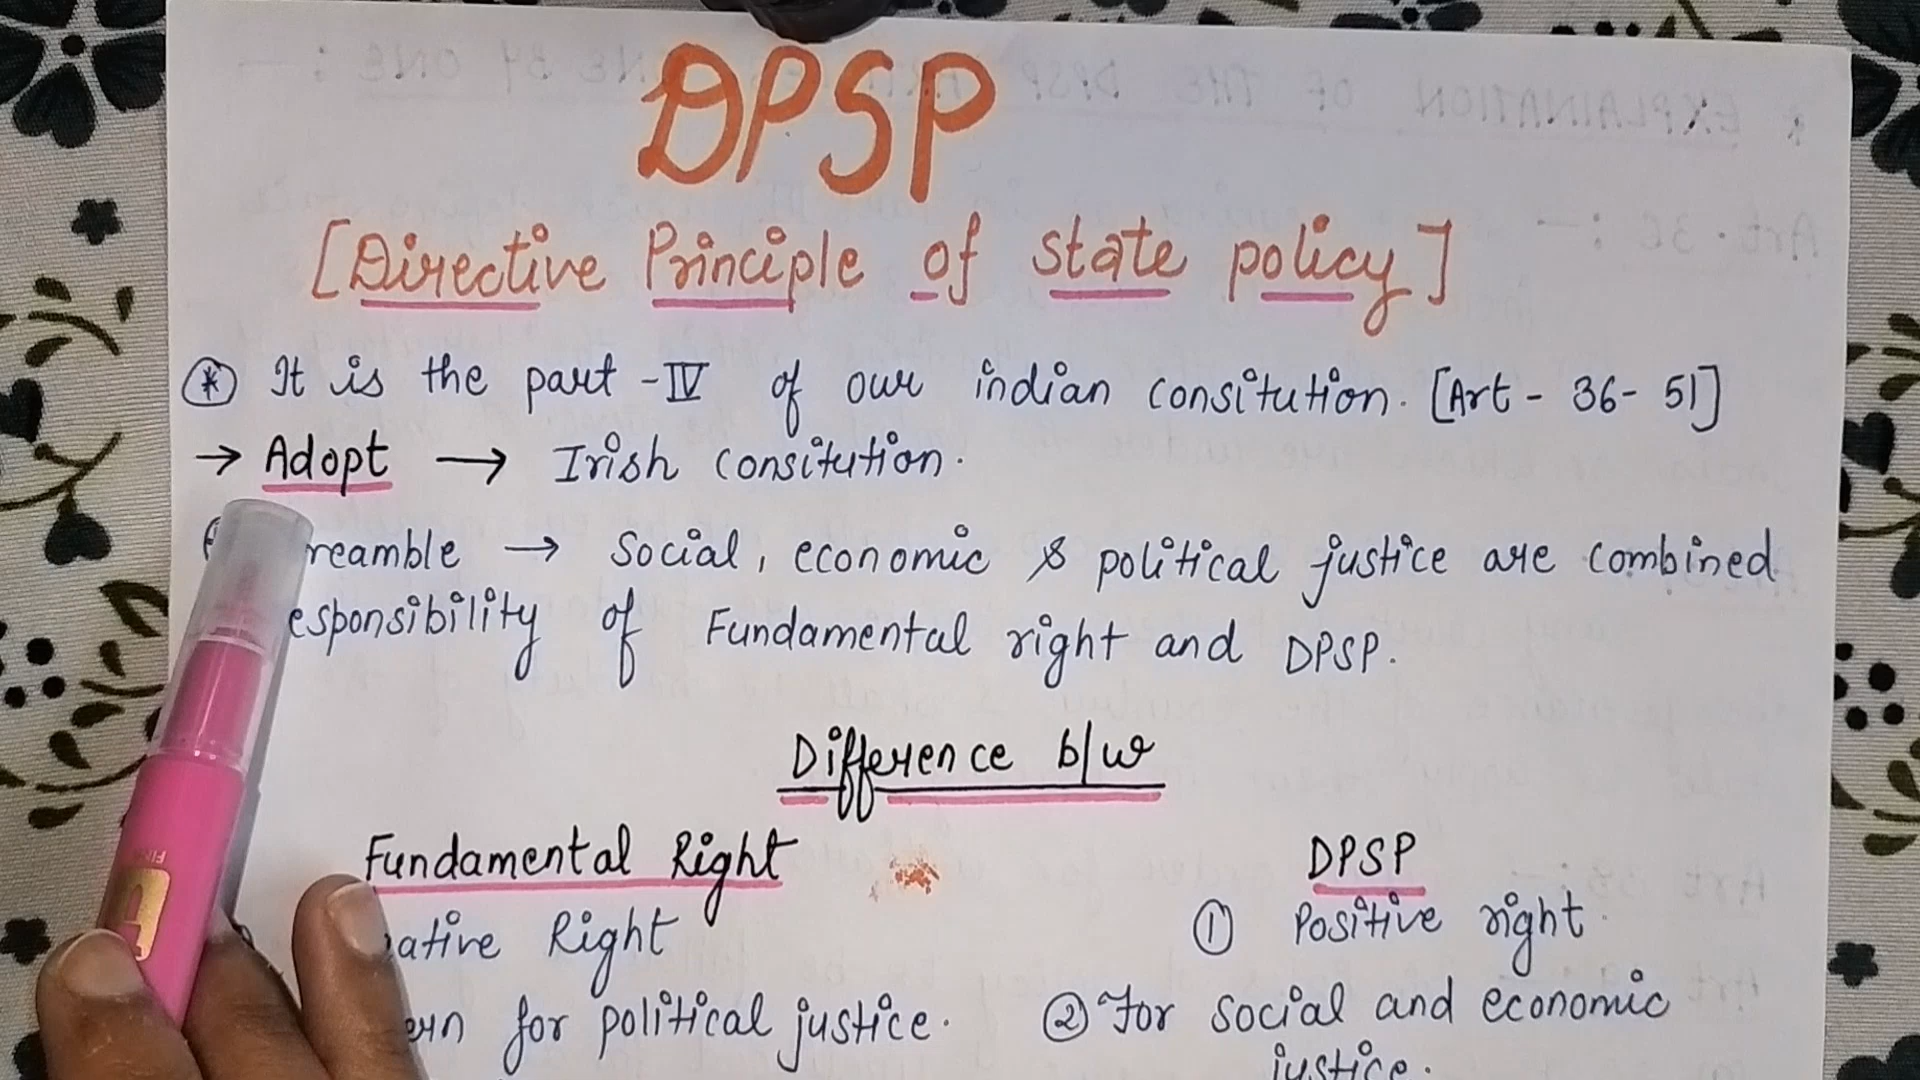 DPSP
[Directive Principle of state policy]
It is the part - IV of our indian consitution. [Art - 36 - 51]
→ Adopt → Irish consitution.
reamble → Social, economic & political justice are combined
esponsibility of Fundamental right and DPSP.
Difference b/w
Fundamental Right DPSP
ative Right ① Positive right.
ern for political justice. ② For social and economic
justice.